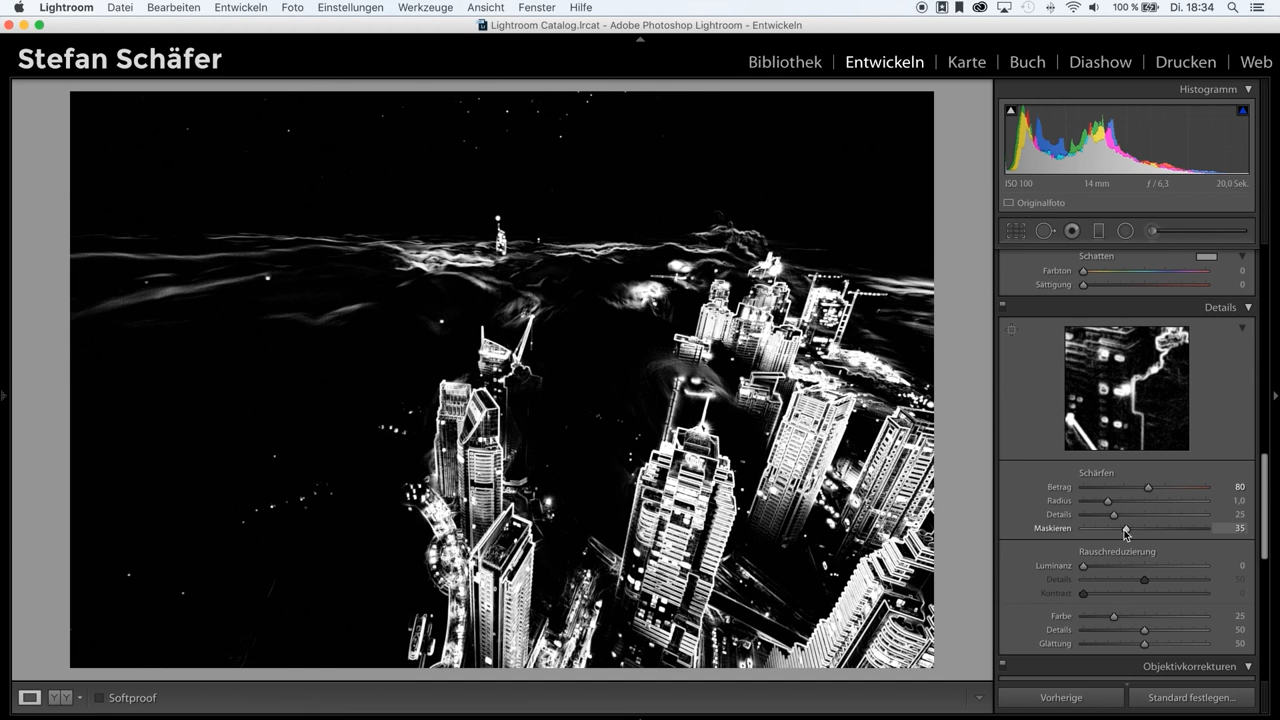 Lightroom Datei Bearbeiten Entwickeln Foto Einstellungen Werkzeuge Ansicht Fenster Hilfe 100 % Di. 18:34
Lightroom Catalog.lrcat - Adobe Photoshop Lightroom - Entwickeln
Stefan Schäfer
Bibliothek | Entwickeln | Karte | Buch | Diashow | Drucken | Web
Histogramm
ISO 100 14 mm ƒ / 6,3 20,0 Sek.
Originalfoto
Schatten
Farbton 0
Sättigung 0
Details
Schärfen
Betrag 80
Radius 1,0
Details 25
Maskieren 35
Rauschreduzierung
Luminanz 0
Details 50
Kontrast 0
Farbe 25
Details 50
Glättung 50
Objektivkorrekturen
Softproof
Vorherige Standard festlegen...